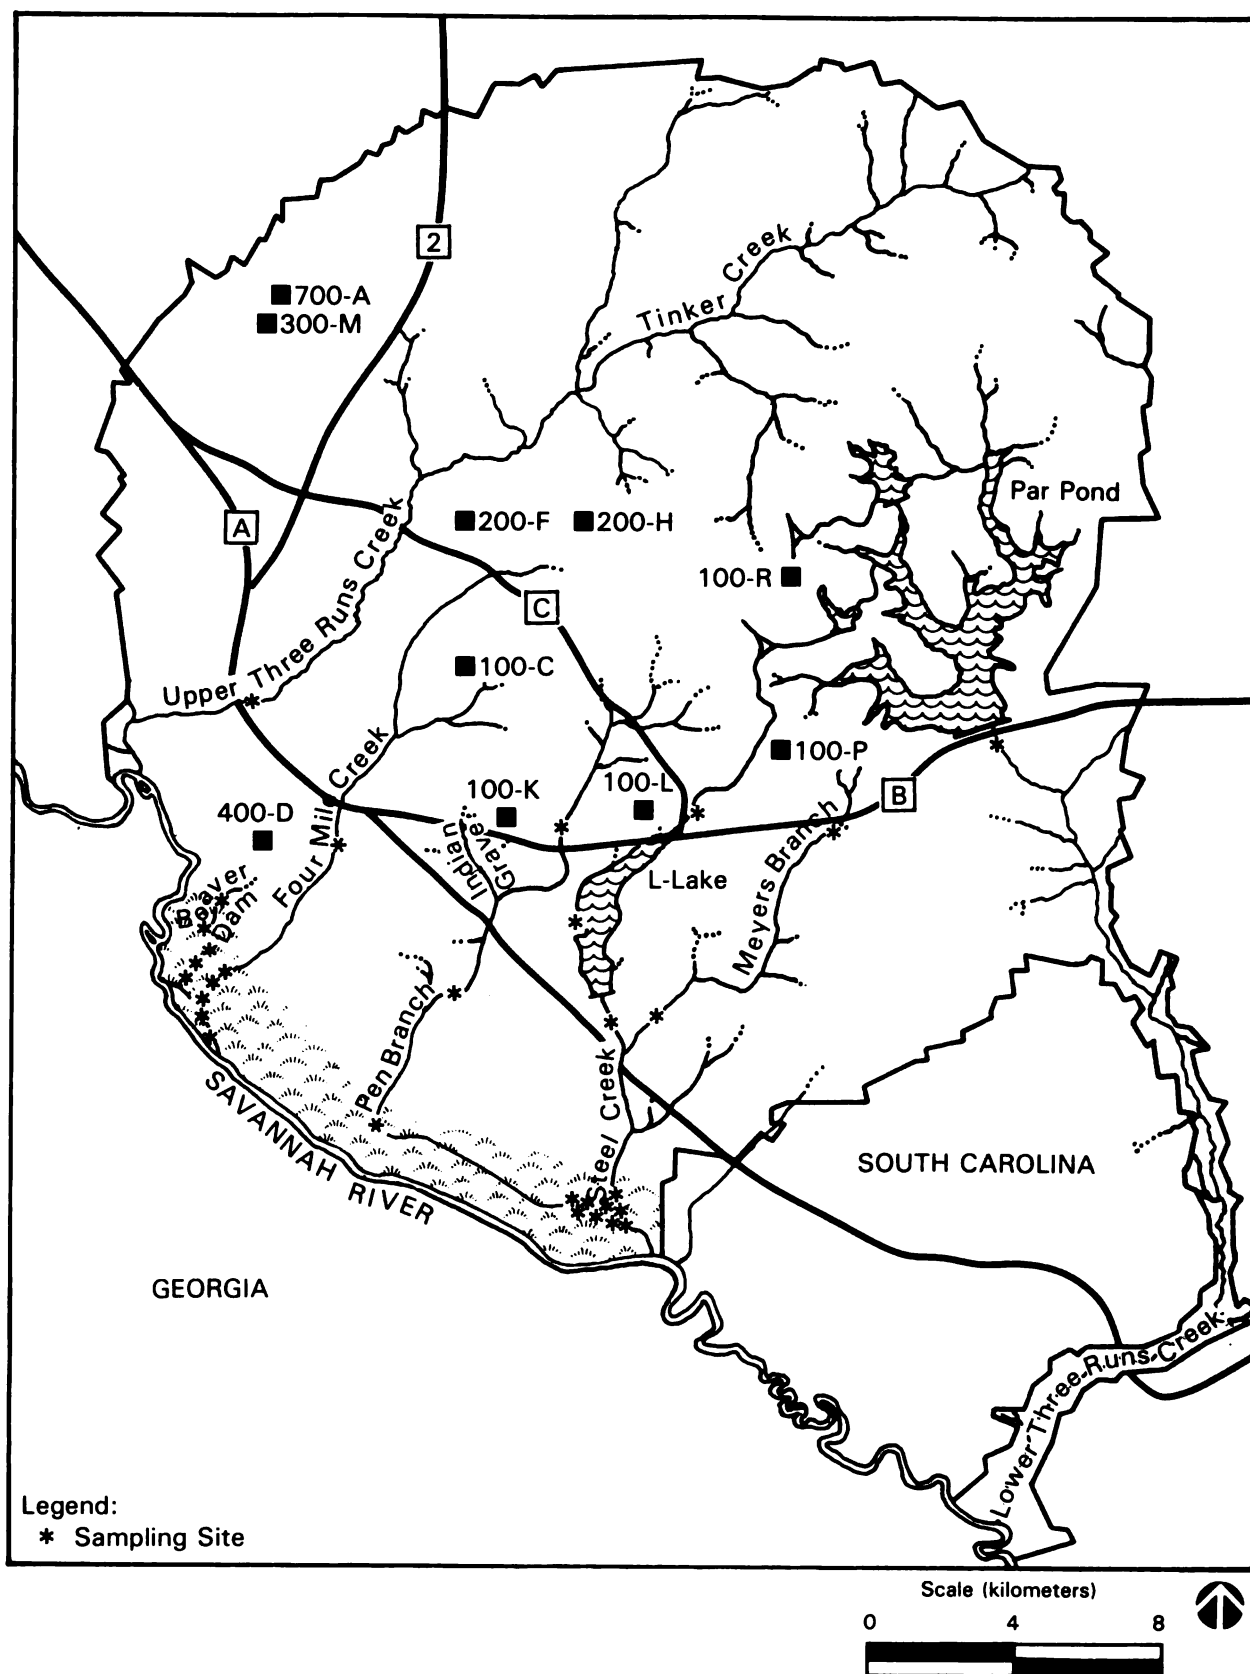 2
Creek
Tinker
700-A
300-M
Par Pond
A
200-F
200-H
100-R
C
Upper Three Runs Creek
100-C
100-P
Creek
100-K
100-L
B
400-D
Four Mile
Indian
Grave
Meyers Branch
L-Lake
Beaver
Dam
Pen Branch
Steel Creek
SAVANNAH RIVER
SOUTH CAROLINA
GEORGIA
Lower Three Runs Creek
Legend:
* Sampling Site
Scale (kilometers)
0 4 8